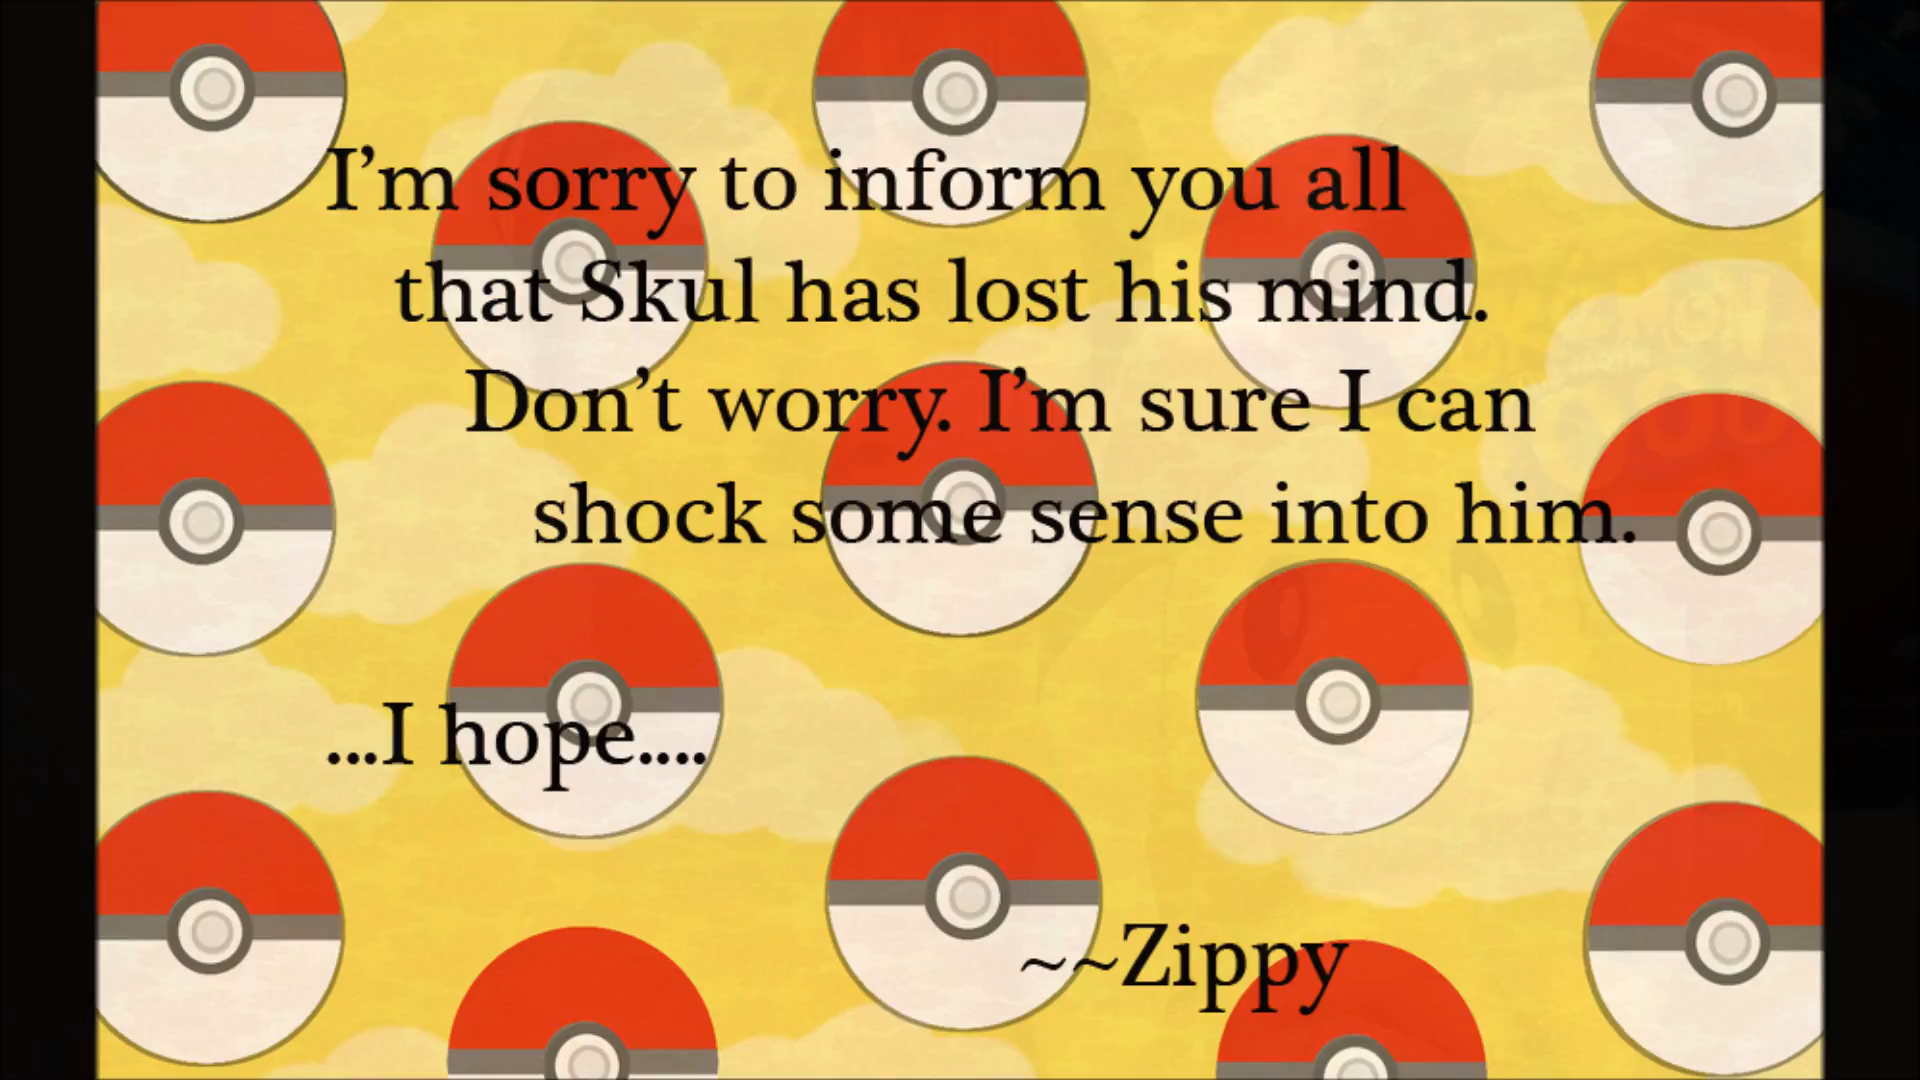 I'm sorry to inform you all
that Skul has lost his mind.
Don't worry. I'm sure I can
shock some sense into him.
...I hope....
~~Zippy